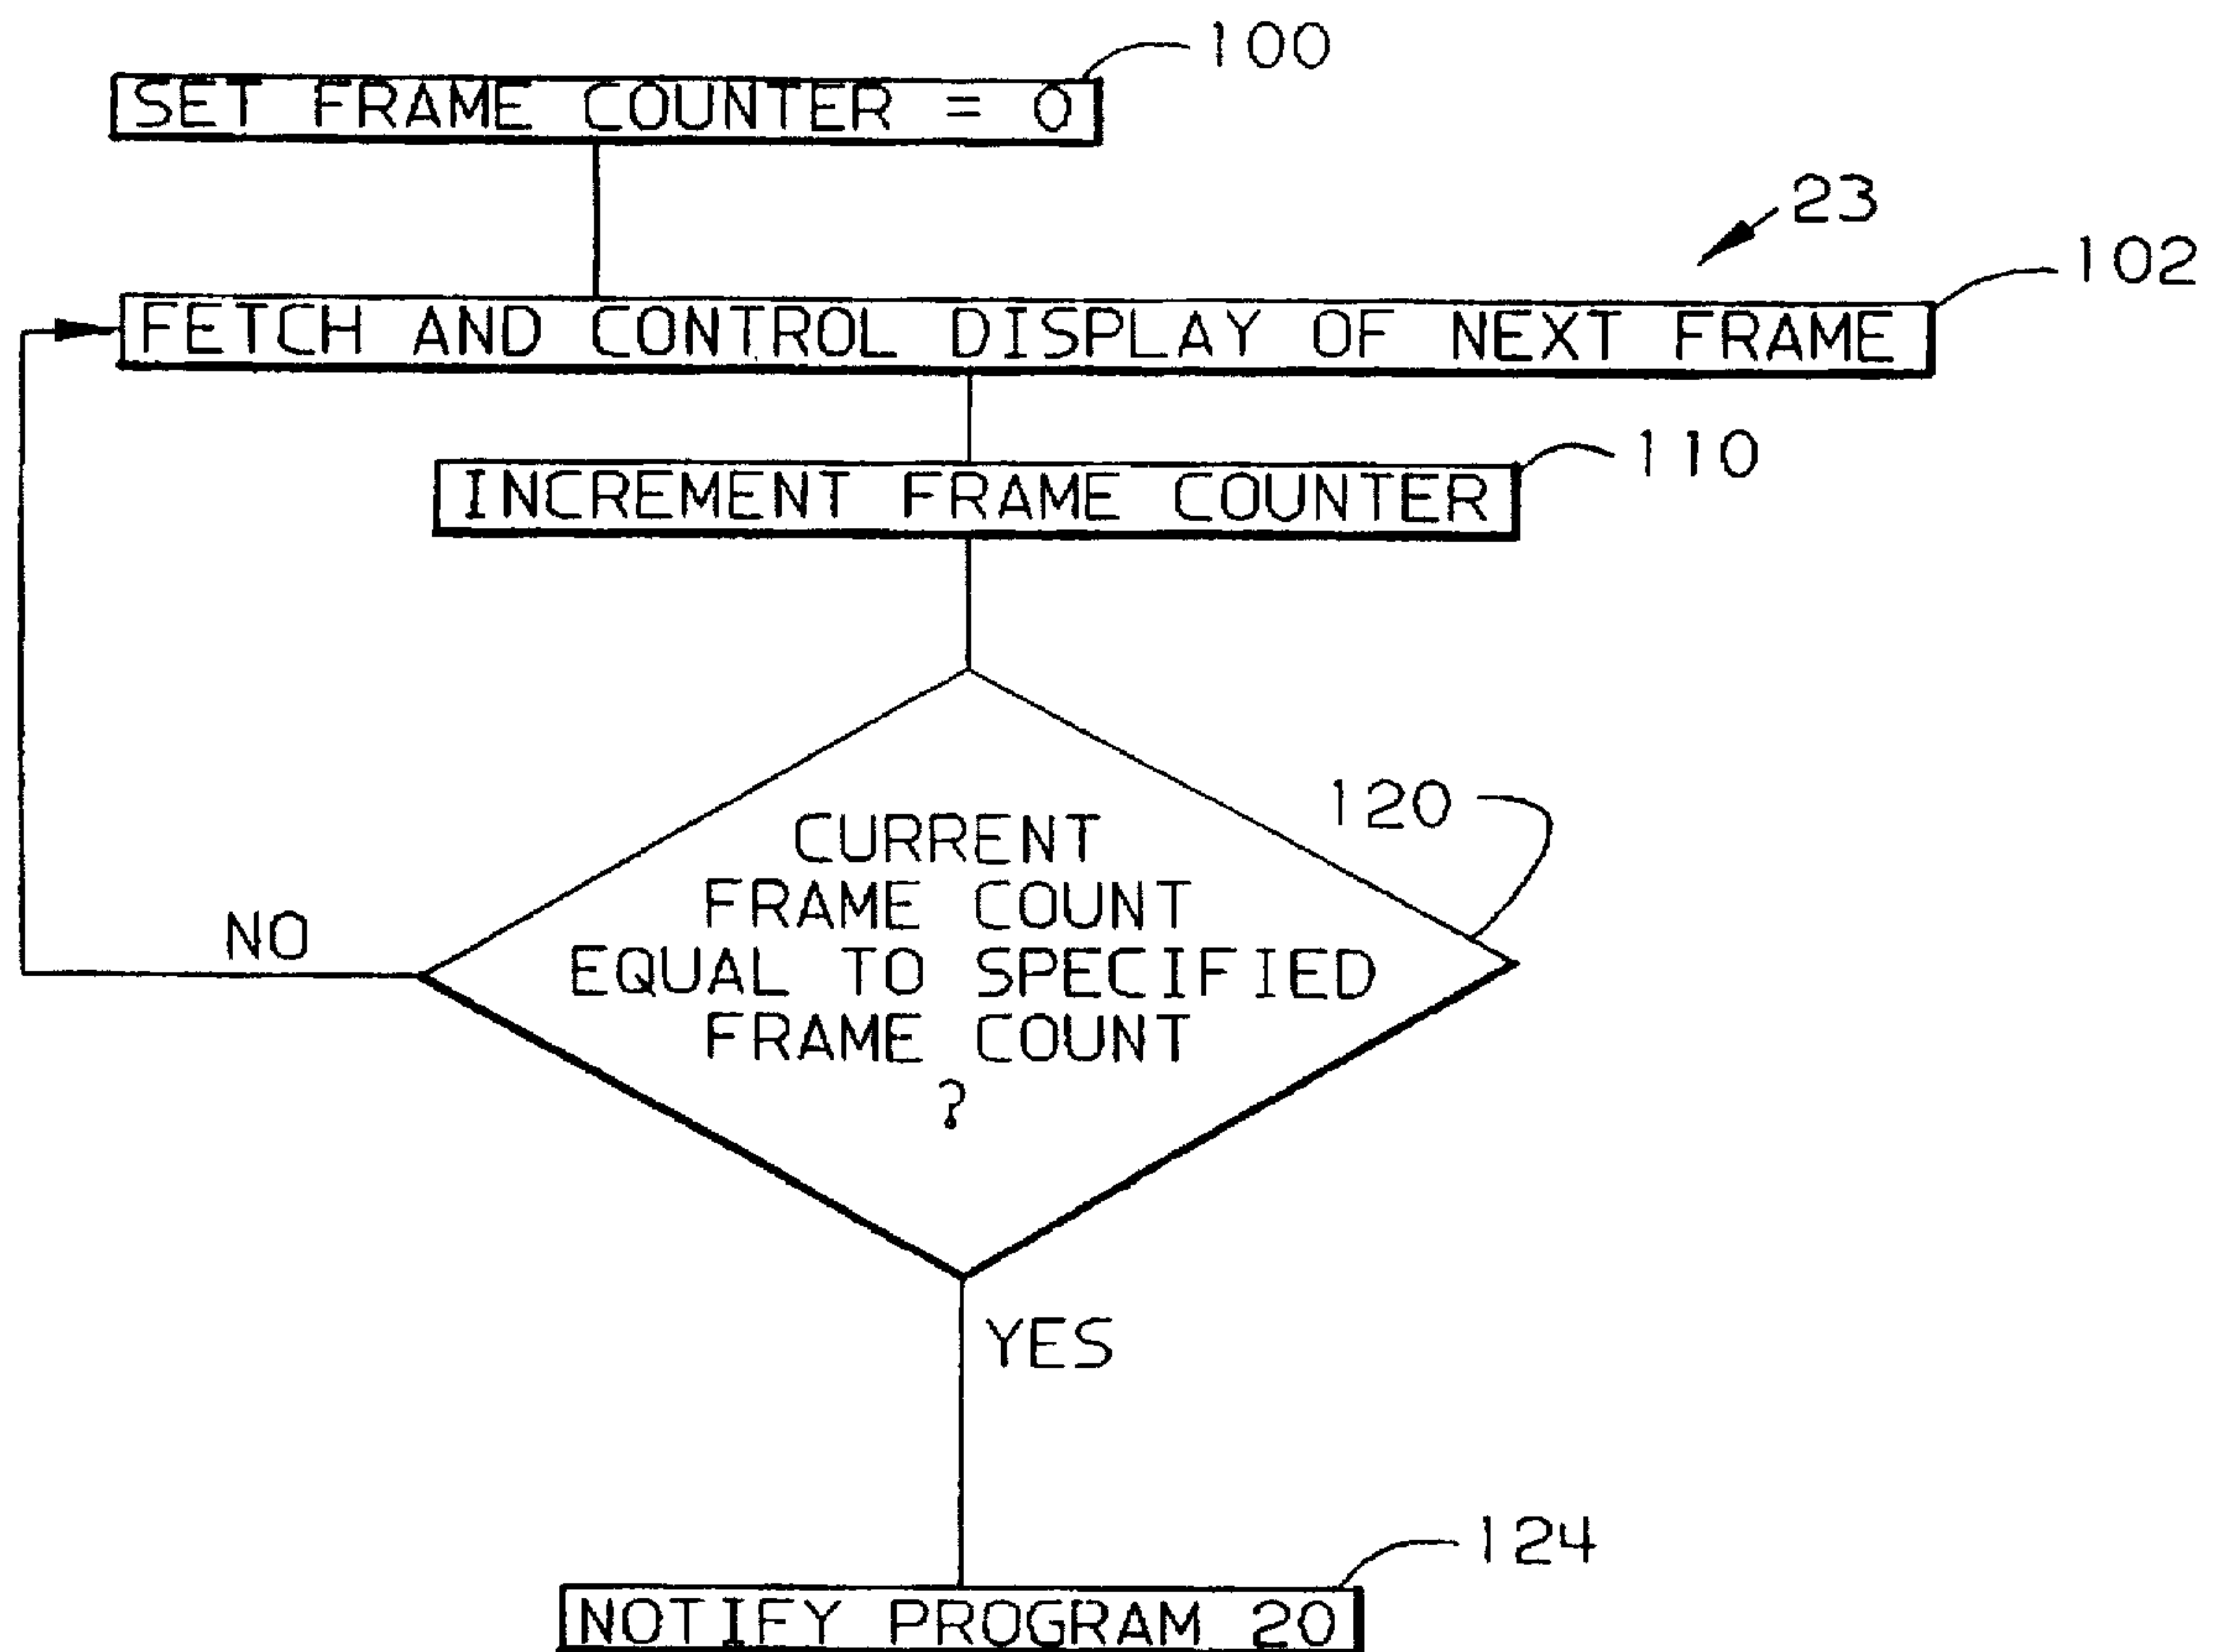 100
SET FRAME COUNTER = 0
23
102
FETCH AND CONTROL DISPLAY OF NEXT FRAME
110
INCREMENT FRAME COUNTER
120
CURRENT
FRAME COUNT
NO
EQUAL TO SPECIFIED
FRAME COUNT
?
YES
124
NOTIFY PROGRAM 20